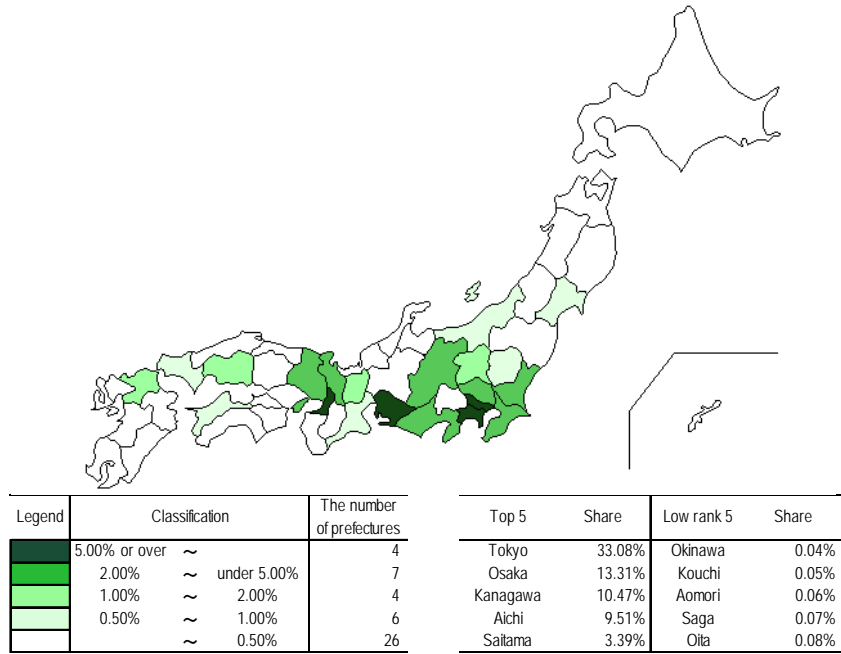 Legend Classification The number of prefectures
5.00% or over ~ 4
2.00% ~ under 5.00% 7
1.00% ~ 2.00% 4
0.50% ~ 1.00% 6
~ 0.50% 26
Top 5 Share Low rank 5 Share
Tokyo 33.08% Okinawa 0.04%
Osaka 13.31% Kouchi 0.05%
Kanagawa 10.47% Aomori 0.06%
Aichi 9.51% Saga 0.07%
Saitama 3.39% Oita 0.08%